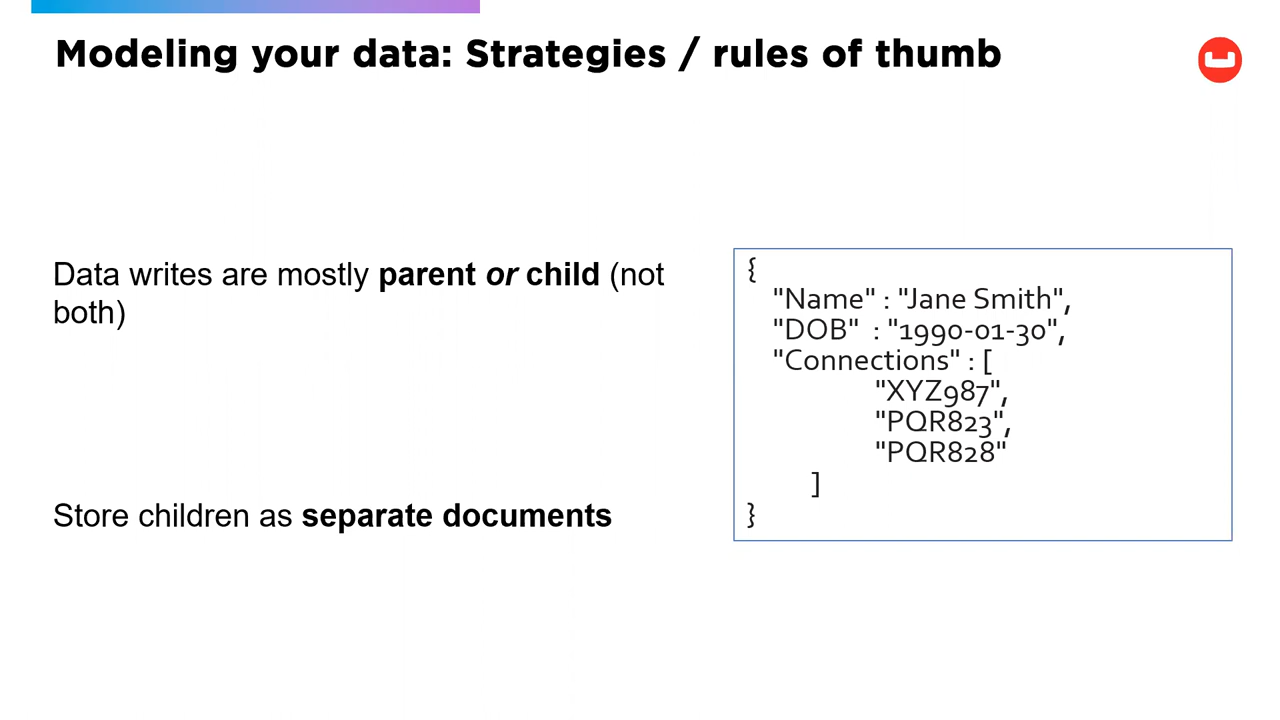 Modeling your data: Strategies / rules of thumb
Data writes are mostly parent or child (not
both)
Store children as separate documents
{
"Name" : "Jane Smith",
"DOB" : "1990-01-30",
"Connections" : [
"XYZ987",
"PQR823",
"PQR828"
]
}